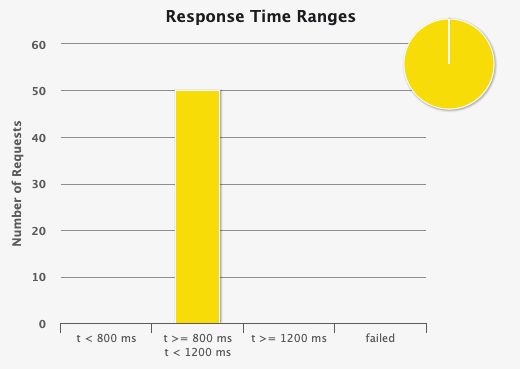 Response Time Ranges
Number of Requests
60
50
40
30
20
10
0
t < 800 ms
t >= 800 ms
t < 1200 ms
t >= 1200 ms
failed